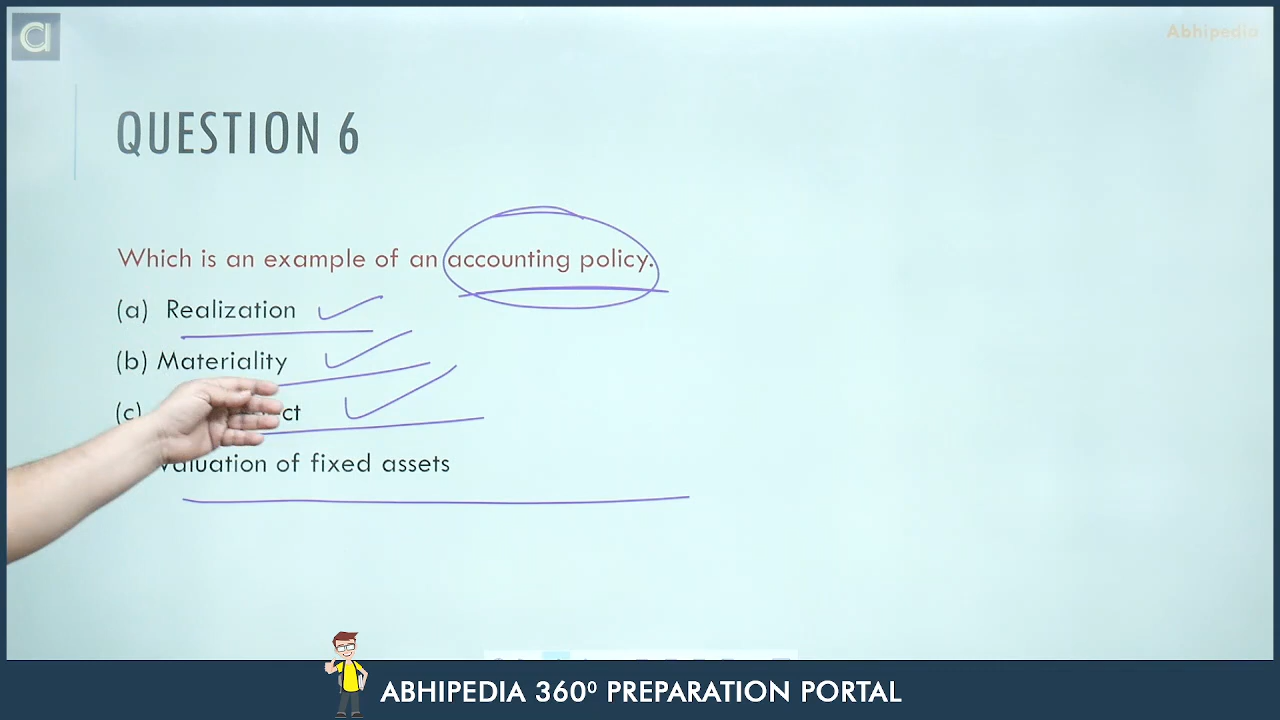 a
Abhipedia
QUESTION 6
Which is an example of an accounting policy.
(a) Realization
(b) Materiality
(c)
of fixed assets
ABHIPEDIA 360⁰ PREPARATION PORTAL